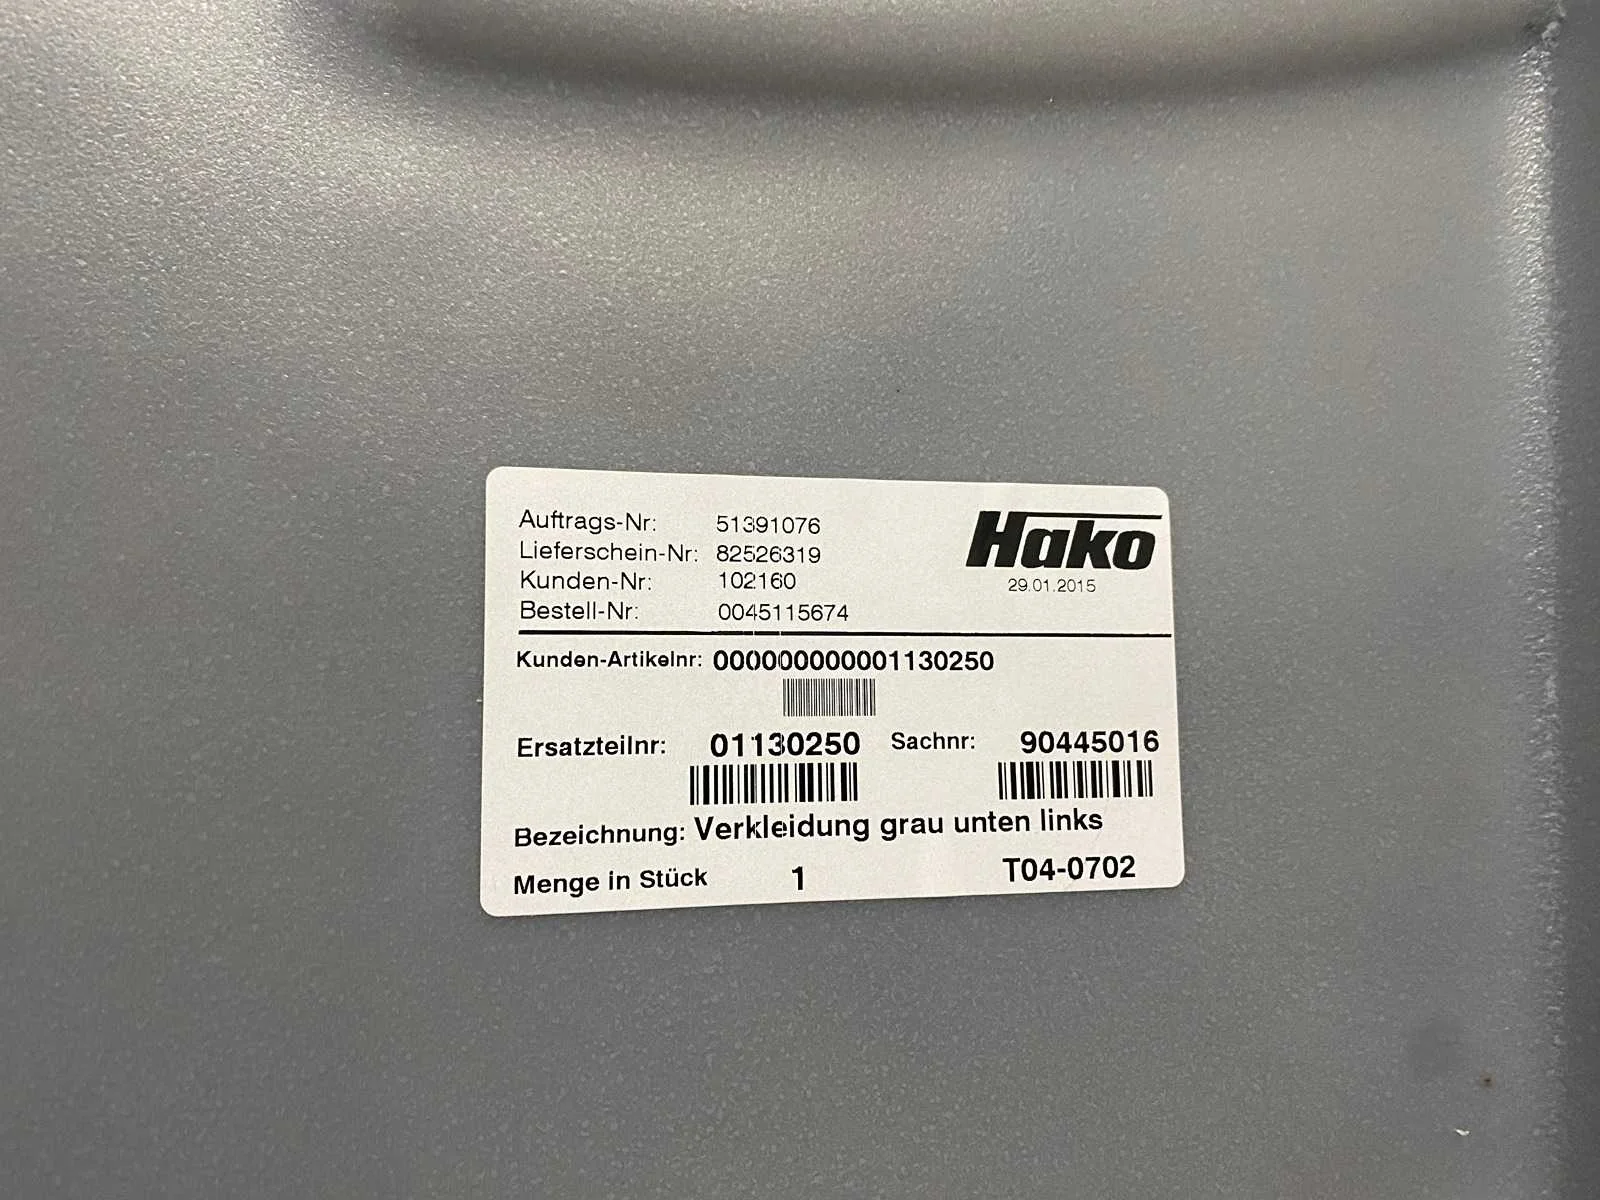 Auftrags-Nr: 51391076
Lieferschein-Nr: 82526319
Kunden-Nr: 102160
Bestell-Nr: 0045115674
Hako
29.01.2015
Kunden-Artikelnr: 000000000001130250
Ersatzteilnr: 01130250 Sachnr: 90445016
Bezeichnung: Verkleidung grau unten links
Menge in Stück 1 T04-0702